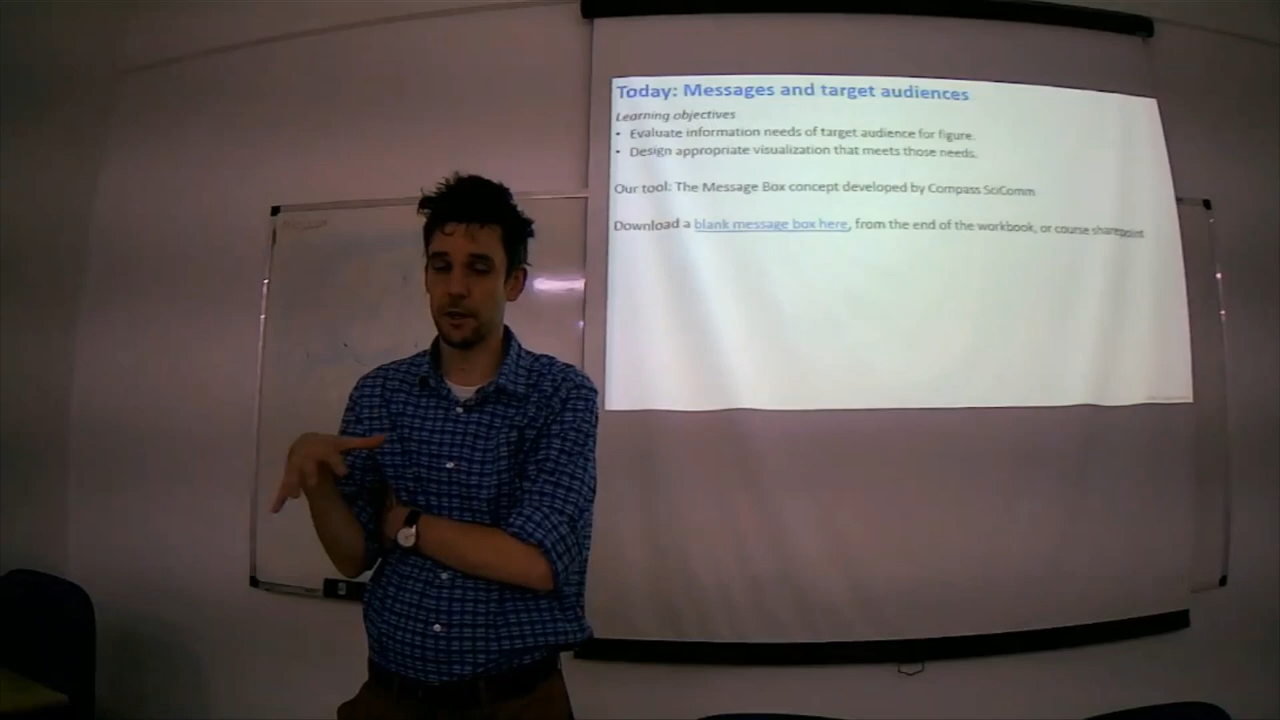 Today: Messages and target audiences
Learning objectives
• Evaluate information needs of target audience for figure.
• Design appropriate visualization that meets those needs.
Our tool: The Message Box concept developed by Compass SciComm
Download a blank message box here, from the end of the workbook, or course sharepoint